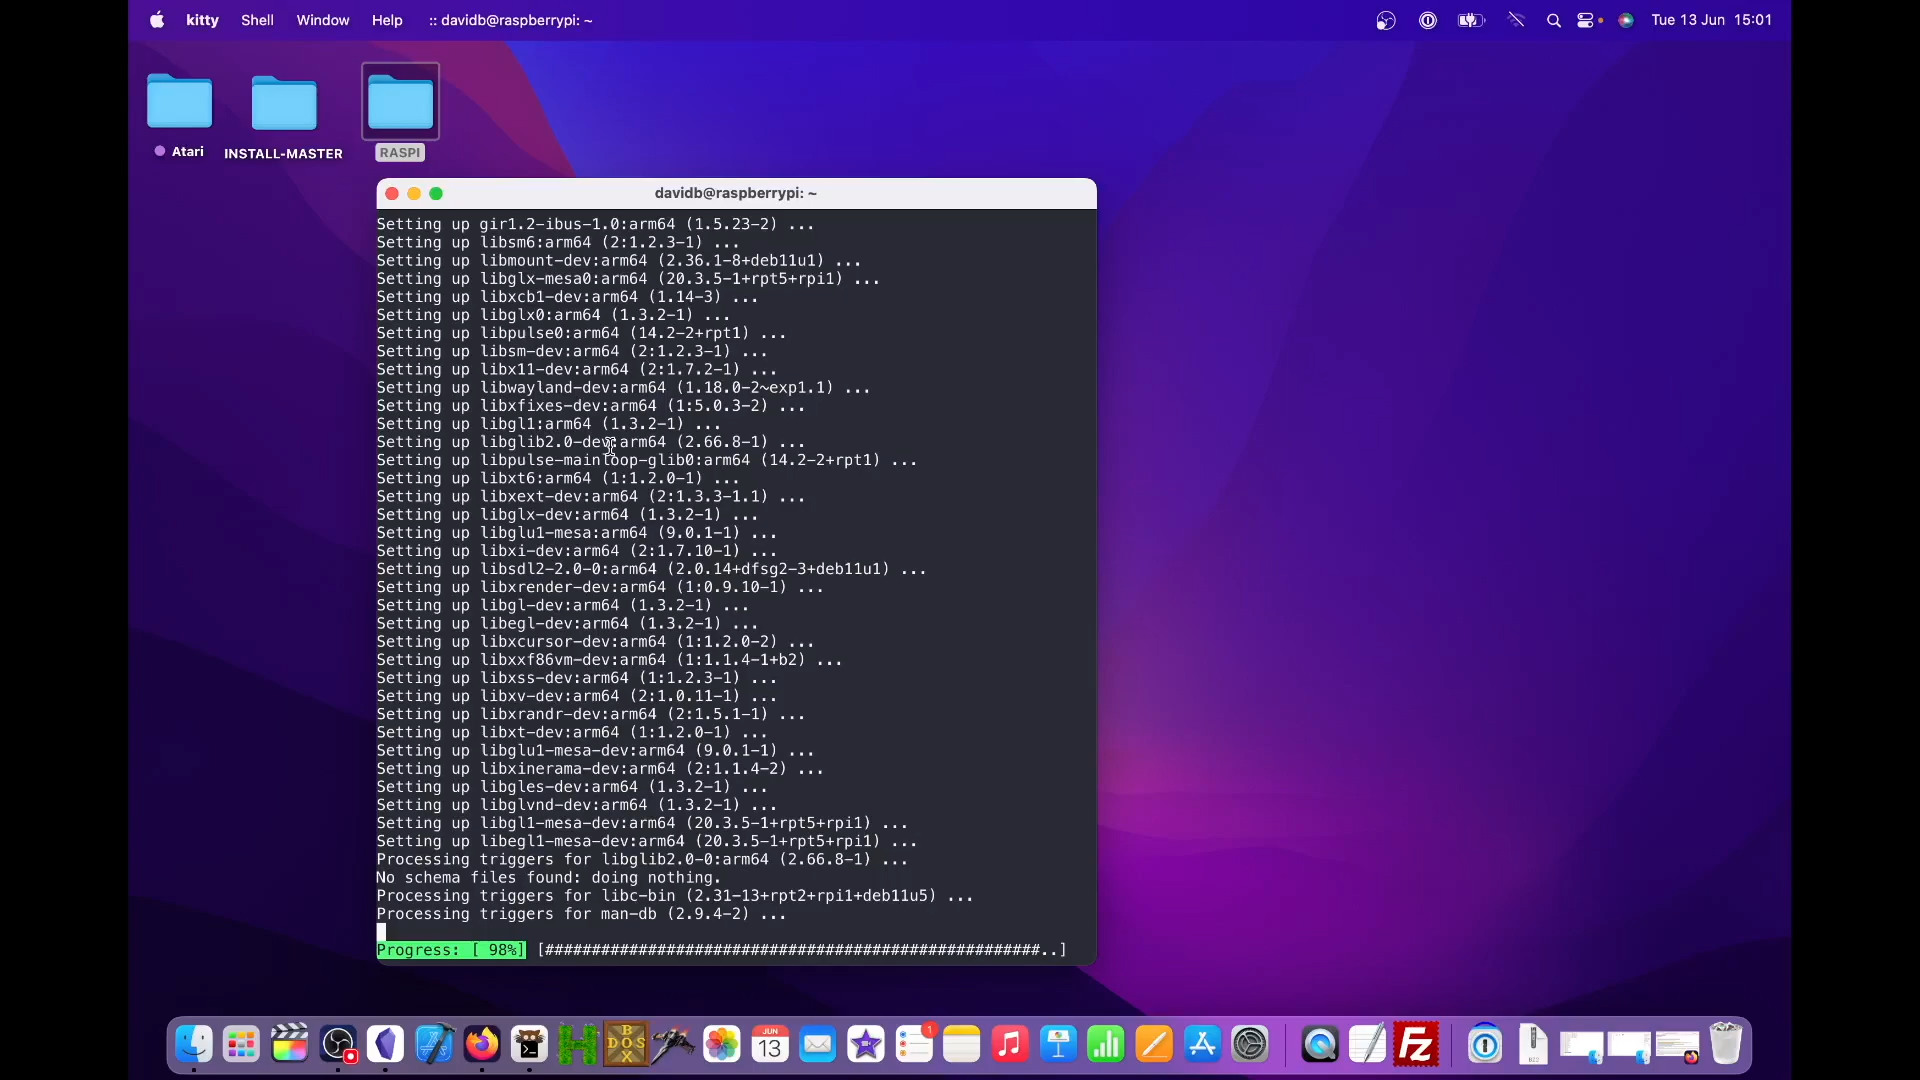 kitty Shell Window Help :: davidb@raspberrypi: ~ Tue 13 Jun 15:01
Atari
INSTALL-MASTER
RASPI
davidb@raspberrypi: ~
Setting up gir1.2-ibus-1.0:arm64 (1.5.23-2) ...
Setting up libsm6:arm64 (2:1.2.3-1) ...
Setting up libmount-dev:arm64 (2.36.1-8+deb11u1) ...
Setting up libglx-mesa0:arm64 (20.3.5-1+rpt5+rpi1) ...
Setting up libxcb1-dev:arm64 (1.14-3) ...
Setting up libglx0:arm64 (1.3.2-1) ...
Setting up libpulse0:arm64 (14.2-2+rpt1) ...
Setting up libsm-dev:arm64 (2:1.2.3-1) ...
Setting up libx11-dev:arm64 (2:1.7.2-1) ...
Setting up libwayland-dev:arm64 (1.18.0-2~exp1.1) ...
Setting up libxfixes-dev:arm64 (1:5.0.3-2) ...
Setting up libgl1:arm64 (1.3.2-1) ...
Setting up libglib2.0-dev:arm64 (2.66.8-1) ...
Setting up libpulse-mainloop-glib0:arm64 (14.2-2+rpt1) ...
Setting up libxt6:arm64 (1:1.2.0-1) ...
Setting up libxext-dev:arm64 (2:1.3.3-1.1) ...
Setting up libglx-dev:arm64 (1.3.2-1) ...
Setting up libglu1-mesa:arm64 (9.0.1-1) ...
Setting up libxi-dev:arm64 (2:1.7.10-1) ...
Setting up libsdl2-2.0-0:arm64 (2.0.14+dfsg2-3+deb11u1) ...
Setting up libxrender-dev:arm64 (1:0.9.10-1) ...
Setting up libgl-dev:arm64 (1.3.2-1) ...
Setting up libegl-dev:arm64 (1.3.2-1) ...
Setting up libxcursor-dev:arm64 (1:1.2.0-2) ...
Setting up libxxf86vm-dev:arm64 (1:1.1.4-1+b2) ...
Setting up libxss-dev:arm64 (1:1.2.3-1) ...
Setting up libxv-dev:arm64 (2:1.0.11-1) ...
Setting up libxrandr-dev:arm64 (2:1.5.1-1) ...
Setting up libxt-dev:arm64 (1:1.2.0-1) ...
Setting up libglu1-mesa-dev:arm64 (9.0.1-1) ...
Setting up libxinerama-dev:arm64 (2:1.1.4-2) ...
Setting up libgles-dev:arm64 (1.3.2-1) ...
Setting up libglvnd-dev:arm64 (1.3.2-1) ...
Setting up libgl1-mesa-dev:arm64 (20.3.5-1+rpt5+rpi1) ...
Setting up libegl1-mesa-dev:arm64 (20.3.5-1+rpt5+rpi1) ...
Processing triggers for libglib2.0-0:arm64 (2.66.8-1) ...
No schema files found: doing nothing.
Processing triggers for libc-bin (2.31-13+rpt2+rpi1+deb11u5) ...
Processing triggers for man-db (2.9.4-2) ...
Progress: [ 98%] [#####################################################..]
JUN
13
1
BOX
DOS
Fz
BZ2